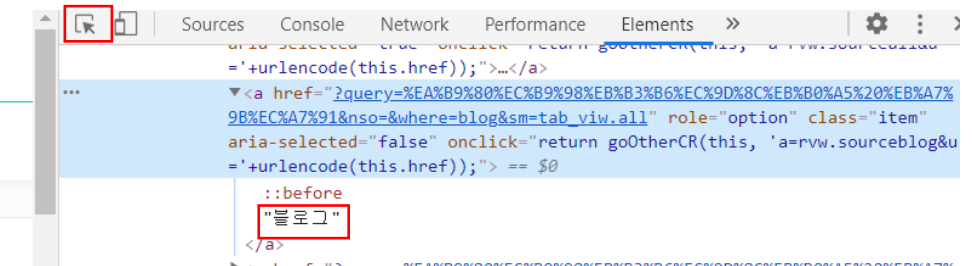 Sources Console Network Performance Elements »
aria-selected="true" onclick="return goOtherCR(this, 'a=rvw.sourceall&u
='+urlencode(this.href));">…</a>
… ▼<a href="?query=%EA%B9%80%EC%B9%98%EB%B3%B6%EC%9D%8C%EB%B0%A5%20%EB%A7%
9B%EC%A7%91&nso=&where=blog&sm=tab_viw.all" role="option" class="item"
aria-selected="false" onclick="return goOtherCR(this, 'a=rvw.sourceblog&u
='+urlencode(this.href));"> == $0
::before
"블로그"
</a>